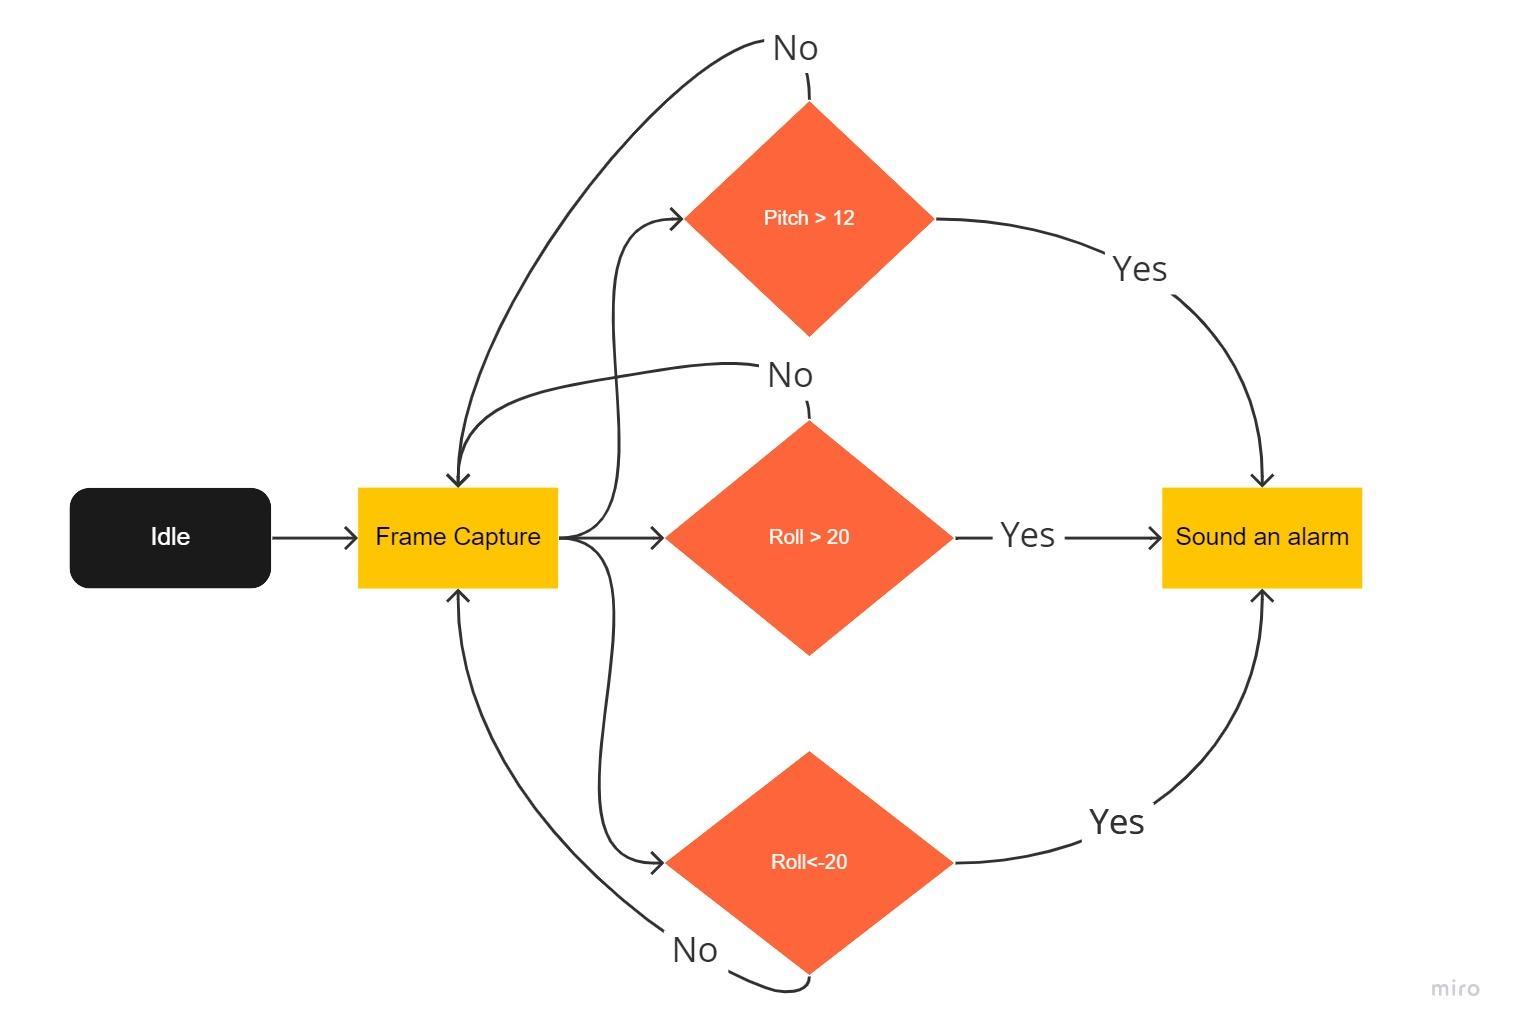 No
Pitch > 12
Yes
No
Idle
Frame Capture
Roll > 20
Yes
Sound an alarm
Yes
Roll<-20
No
miro